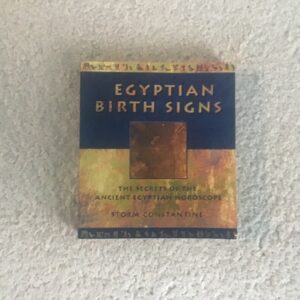 EGYPTIAN
BIRTH SIGNS
THE SECRETS OF THE
ANCIENT EGYPTIAN HOROSCOPE
STORM CONSTANTINE